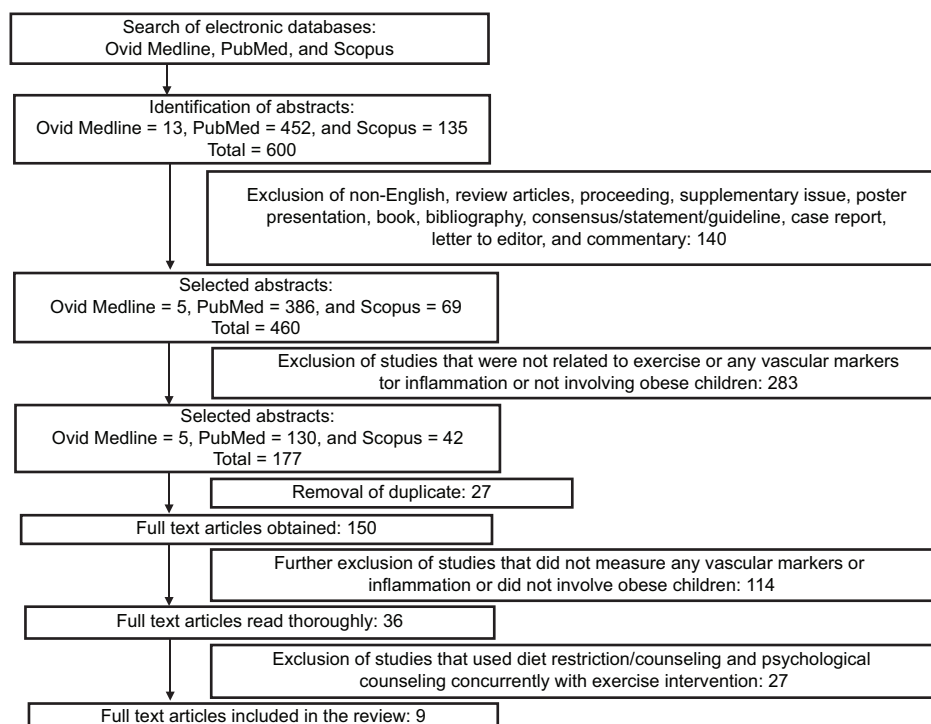 Search of electronic databases:
Ovid Medline, PubMed, and Scopus
Identification of abstracts:
Ovid Medline = 13, PubMed = 452, and Scopus = 135
Total = 600
Exclusion of non-English, review articles, proceeding, supplementary issue, poster
presentation, book, bibliography, consensus/statement/guideline, case report,
letter to editor, and commentary: 140
Selected abstracts:
Ovid Medline = 5, PubMed = 386, and Scopus = 69
Total = 460
Exclusion of studies that were not related to exercise or any vascular markers
tor inflammation or not involving obese children: 283
Selected abstracts:
Ovid Medline = 5, PubMed = 130, and Scopus = 42
Total = 177
Removal of duplicate: 27
Full text articles obtained: 150
Further exclusion of studies that did not measure any vascular markers or
inflammation or did not involve obese children: 114
Full text articles read thoroughly: 36
Exclusion of studies that used diet restriction/counseling and psychological
counseling concurrently with exercise intervention: 27
Full text articles included in the review: 9